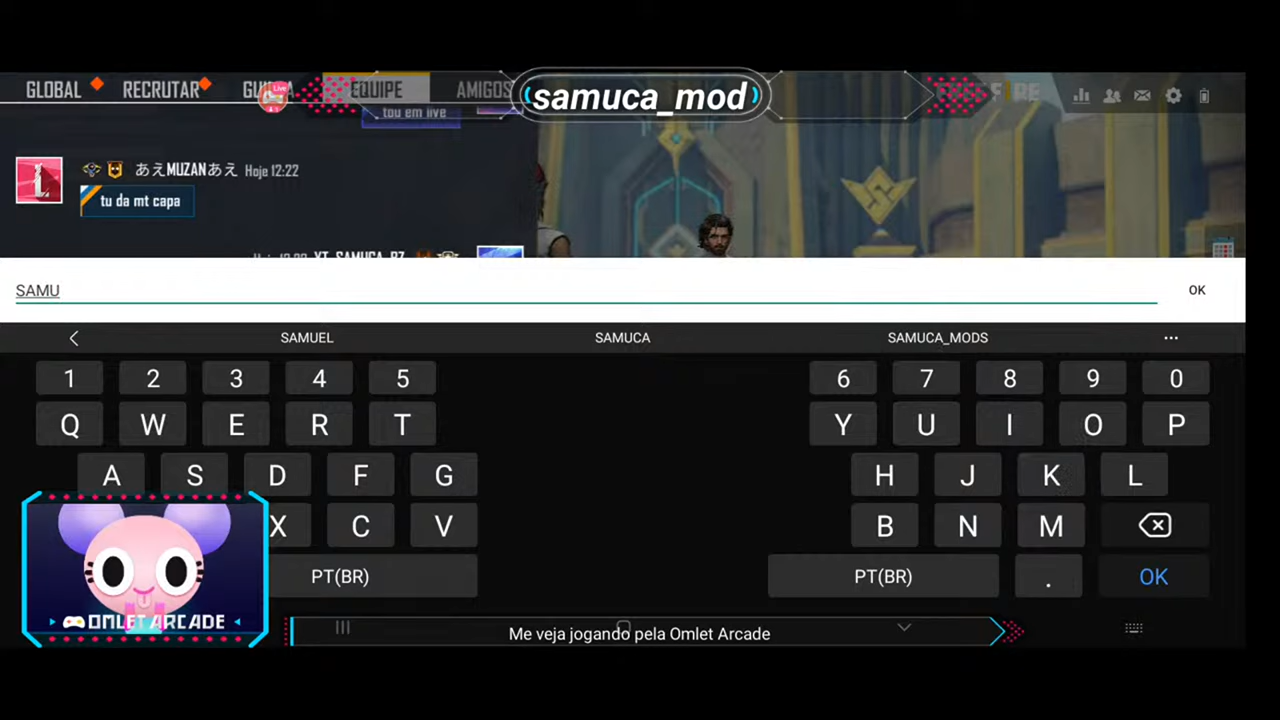 GLOBAL
RECRUTAR
EQUIPE
AMIGOS
samuca_mod
Live
tou em live
あえMUZANあえ Hoje 12:22
tu da mt capa
YT_SAMUCA_RZ
SAMU
OK
SAMUEL
SAMUCA
SAMUCA_MODS
...
1 2 3 4 5 6 7 8 9 0
Q W E R T Y U I O P
A S D F G H J K L
X C V B N M
PT(BR) PT(BR) . OK
OMLET ARCADE
Me veja jogando pela Omlet Arcade